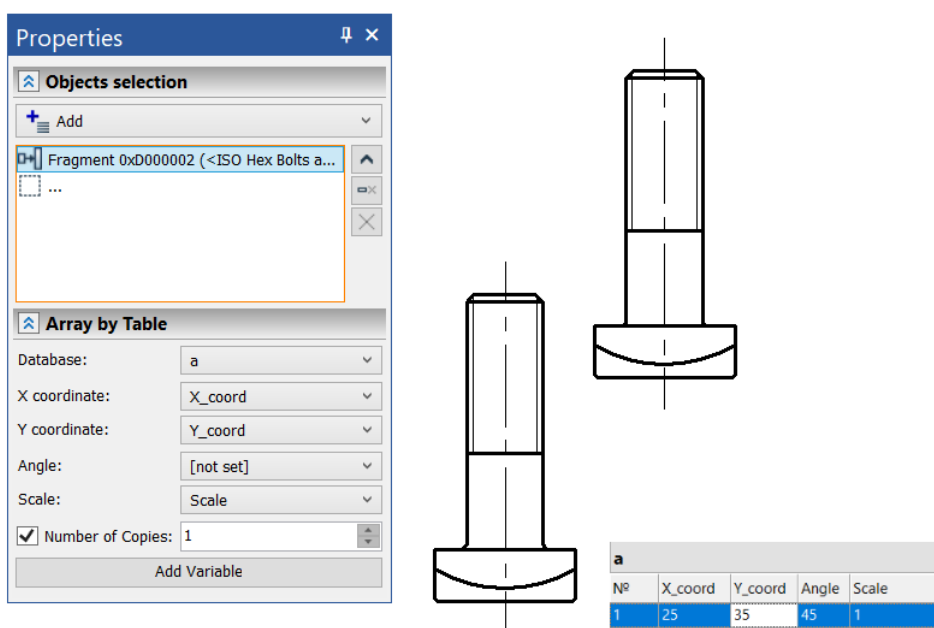 Properties
Objects selection
Add
Fragment 0xD000002 (<ISO Hex Bolts a...
...
Array by Table
Database: a
X coordinate: X_coord
Y coordinate: Y_coord
Angle: [not set]
Scale: Scale
Number of Copies: 1
Add Variable
a
№ X_coord Y_coord Angle Scale
1 25 35 45 1